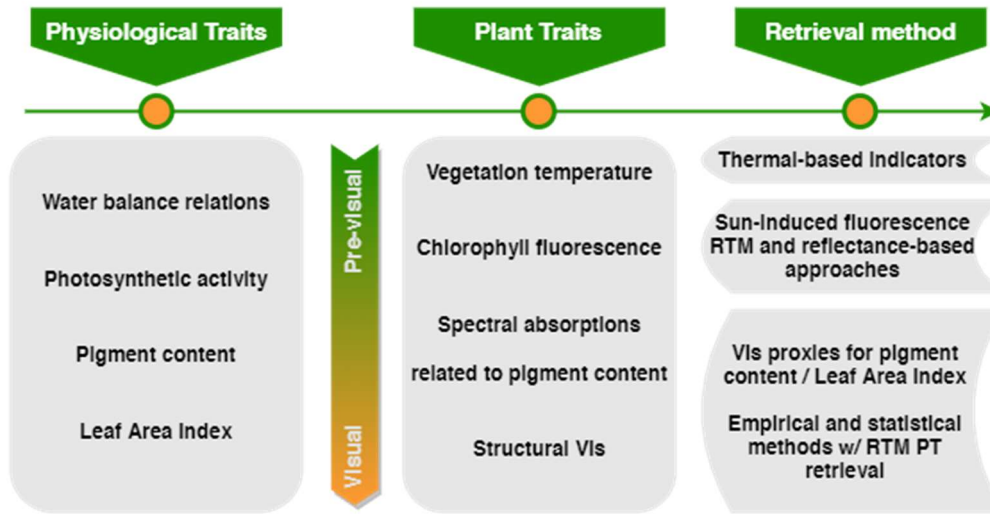 Physiological Traits
Plant Traits
Retrieval method
Water balance relations
Photosynthetic activity
Pigment content
Leaf Area Index
Pre-visual
Visual
Vegetation temperature
Chlorophyll fluorescence
Spectral absorptions
related to pigment content
Structural VIs
Thermal-based indicators
Sun-induced fluorescence
RTM and reflectance-based
approaches
VIs proxies for pigment
content / Leaf Area Index
Empirical and statistical
methods w/ RTM PT
retrieval